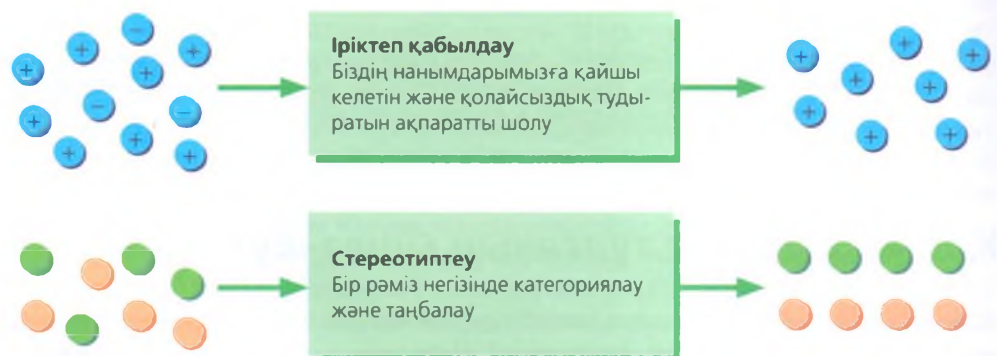 Іріктеп қабылдау
Біздің нанымдарымызға қайшы
келетін және қолайсыздық туды-
ратын ақпаратты шолу
Стереотиптеу
Бір рәміз негізінде категориялау
және таңбалау